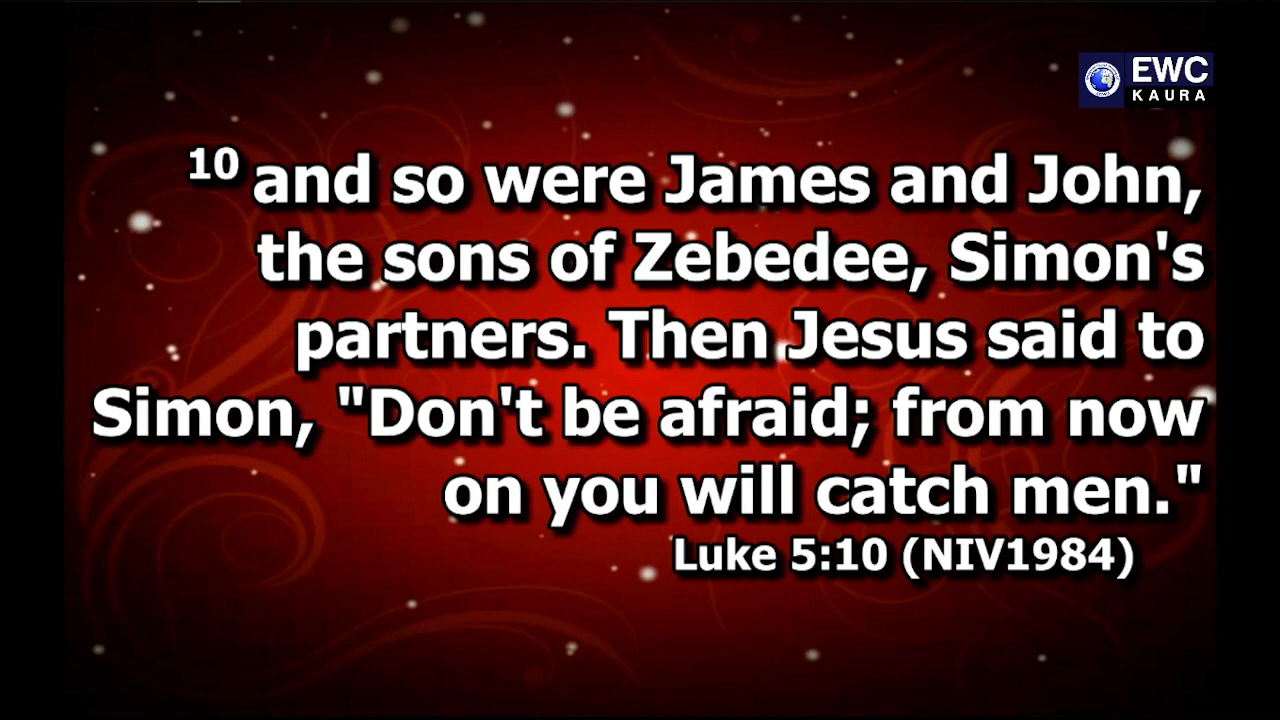 EWC
KAURA
10 and so were James and John,
the sons of Zebedee, Simon's
partners. Then Jesus said to
Simon, "Don't be afraid; from now
on you will catch men."
Luke 5:10 (NIV1984)